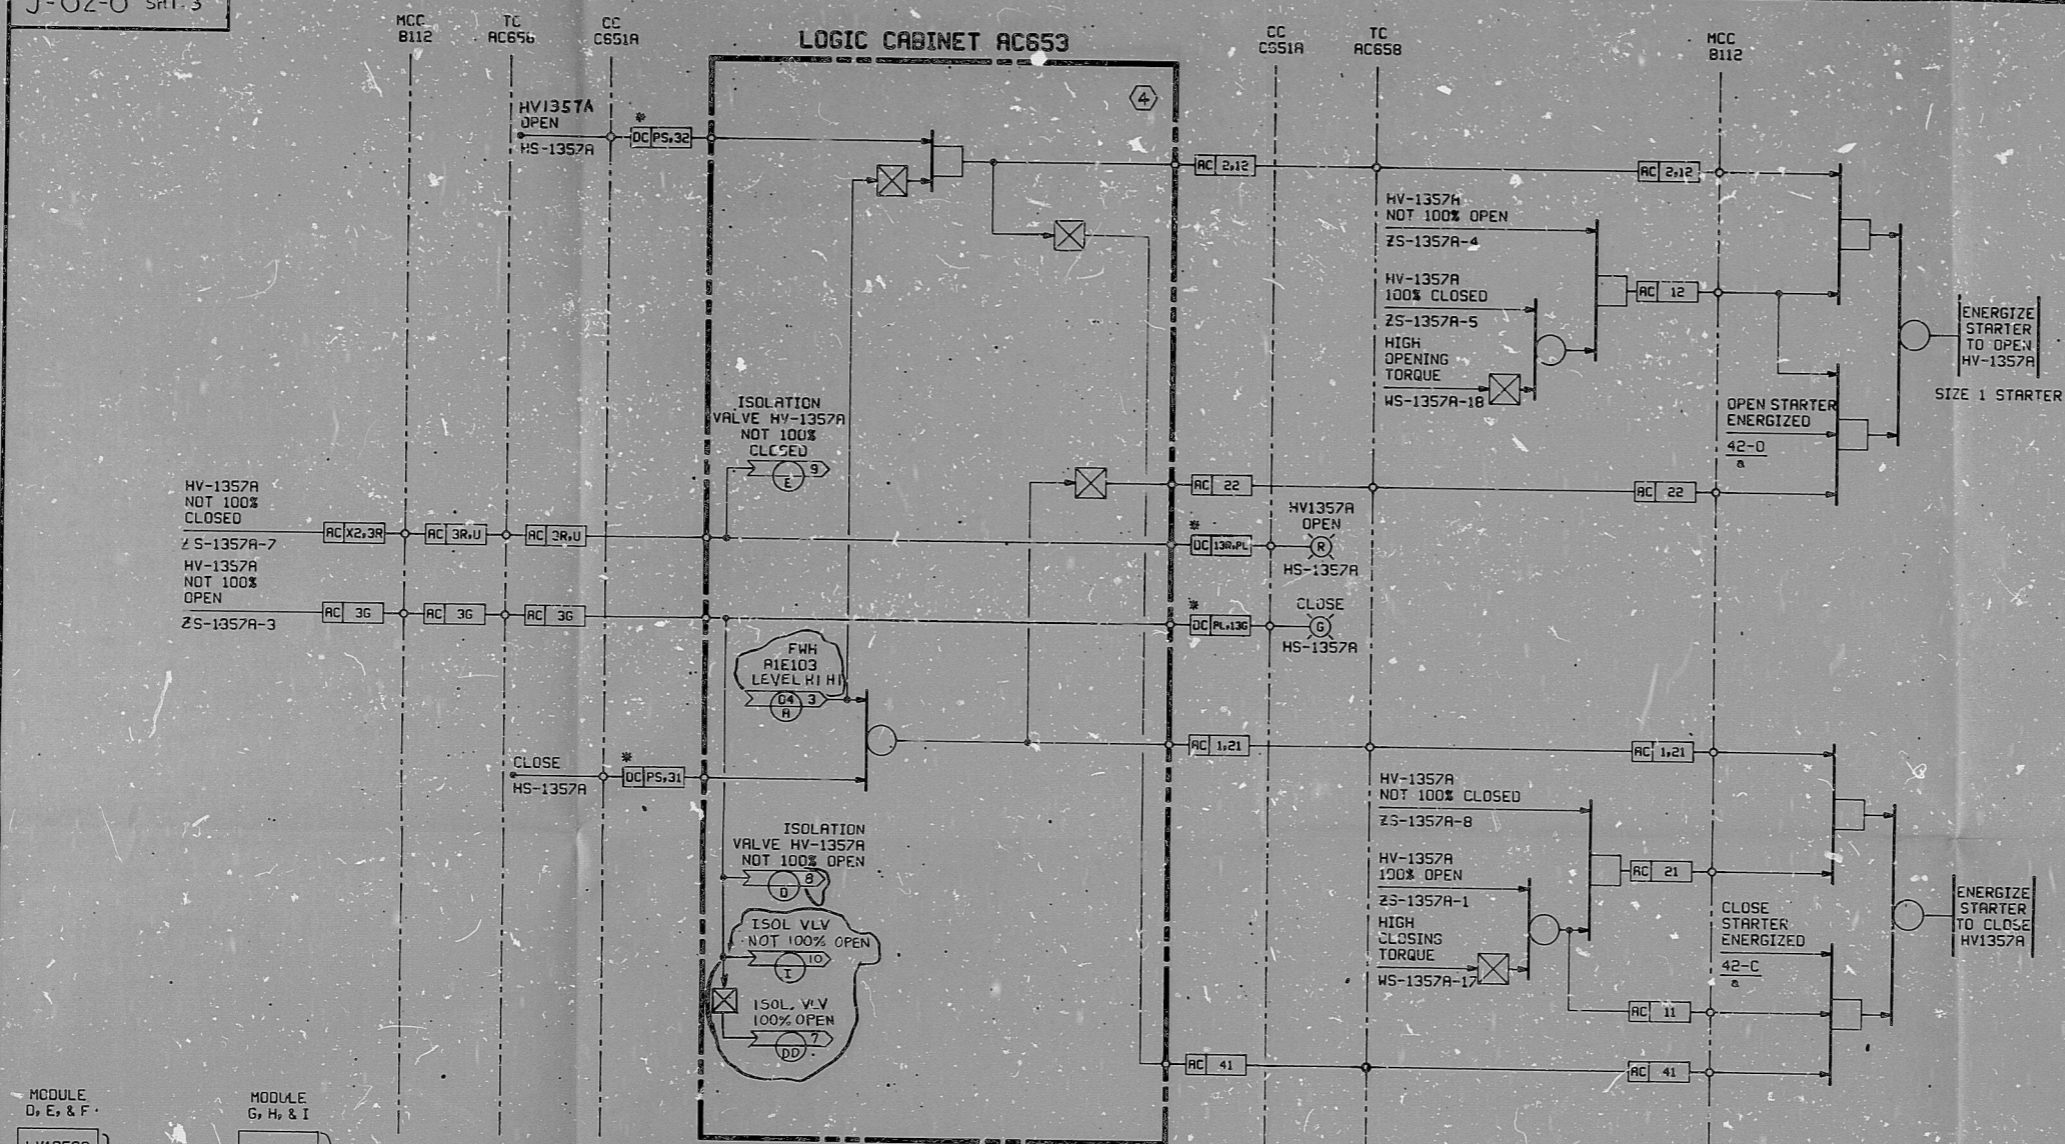 J-02-0 SHT. 3
MCC
B112
TC
AC656
CC
C651A
LOGIC CABINET AC653
CC
C651A
TC
AC658
MCC
B112
4
HV1357A
OPEN
HS-1357A
*
DC PS,32
AC 2,12
AC 2,12
HV-1357A
NOT 100% OPEN
ZS-1357A-4
HV-1357A
100% CLOSED
ZS-1357A-5
HIGH
OPENING
TORQUE
WS-1357A-18
AC 12
ENERGIZE
STARTER
TO OPEN
HV-1357A
SIZE 1 STARTER
OPEN STARTER
ENERGIZED
42-O
a
ISOLATION
VALVE HV-1357A
NOT 100%
CLOSED
E 9
AC 22
AC 22
HV-1357A
NOT 100%
CLOSED
ZS-1357A-7
AC X2,3R
AC 3R,U
AC 3R,U
*
DC 13R,PL
HV1357A
OPEN
R
HS-1357A
HV-1357A
NOT 100%
OPEN
ZS-1357A-3
AC 3G
AC 3G
AC 3G
*
DC PL,13G
CLOSE
G
HS-1357A
FWH
A1E103
LEVEL HI HI
04 3
A
CLOSE
HS-1357A
*
DC PS,31
AC 1,21
AC 1,21
HV-1357A
NOT 100% CLOSED
ZS-1357A-8
HV-1357A
100% OPEN
ZS-1357A-1
HIGH
CLOSING
TORQUE
WS-1357A-17
AC 21
CLOSE
STARTER
ENERGIZED
42-C
a
ENERGIZE
STARTER
TO CLOSE
HV1357A
AC 11
AC 41
AC 41
ISOLATION
VALVE HV-1357A
NOT 100% OPEN
D 8
ISOL VLV
NOT 100% OPEN
I 10
ISOL. VLV
100% OPEN
DD 7
MODULE
D, E, & F
MODULE
G, H, & I